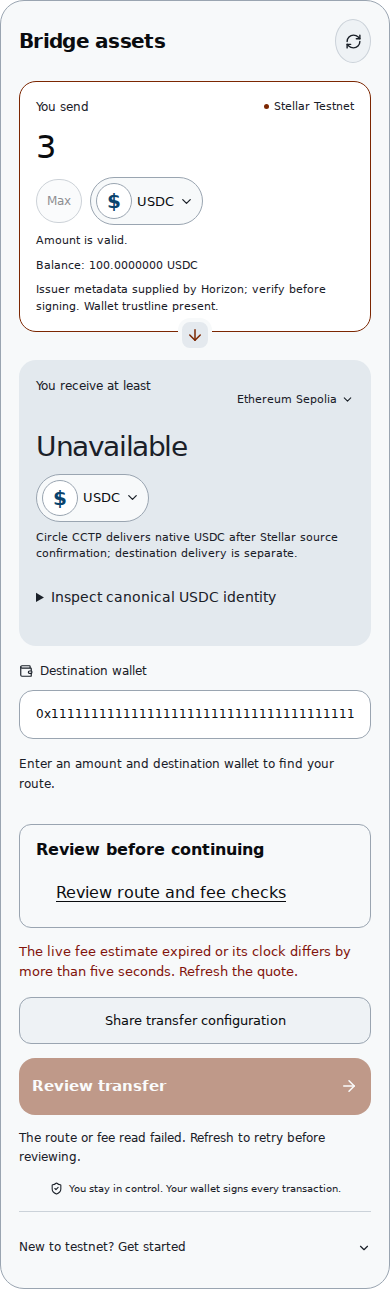 Bridge assets
You send
Stellar Testnet
3
Max
$ USDC
Amount is valid.
Balance: 100.0000000 USDC
Issuer metadata supplied by Horizon; verify before
signing. Wallet trustline present.
You receive at least
Ethereum Sepolia
Unavailable
$ USDC
Circle CCTP delivers native USDC after Stellar source
confirmation; destination delivery is separate.
Inspect canonical USDC identity
Destination wallet
0x1111111111111111111111111111111111111111
Enter an amount and destination wallet to find your
route.
Review before continuing
Review route and fee checks
The live fee estimate expired or its clock differs by
more than five seconds. Refresh the quote.
Share transfer configuration
Review transfer
The route or fee read failed. Refresh to retry before
reviewing.
You stay in control. Your wallet signs every transaction.
New to testnet? Get started